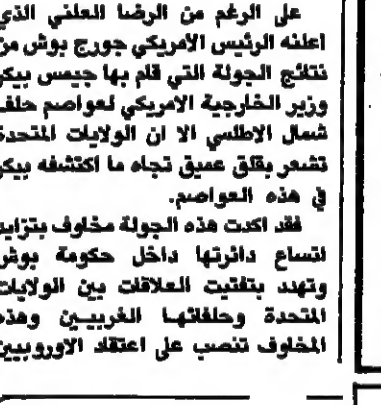 على الرغم من الرضا العلني الذي
اعلنه الرئيس الامريكي جورج بوش من
نتائج الجولة التي قام بها جيمس بيكر
وزير الخارجية الامريكي لعواصم حلف
شمال الاطلسي الا ان الولايات المتحدة
تشعر بقلق عميق تجاه ما اكتشفه بيكر
في هذه العواصم.
فقد اكدت هذه الجولة مخاوف يتزايد
اتساع دائرتها داخل حكومة بوش
وتهدد بتفتيت العلاقات بين الولايات
المتحدة وحلفائها الغربيين وهذه
المخاوف تنصب على اعتقاد الاوروبيين